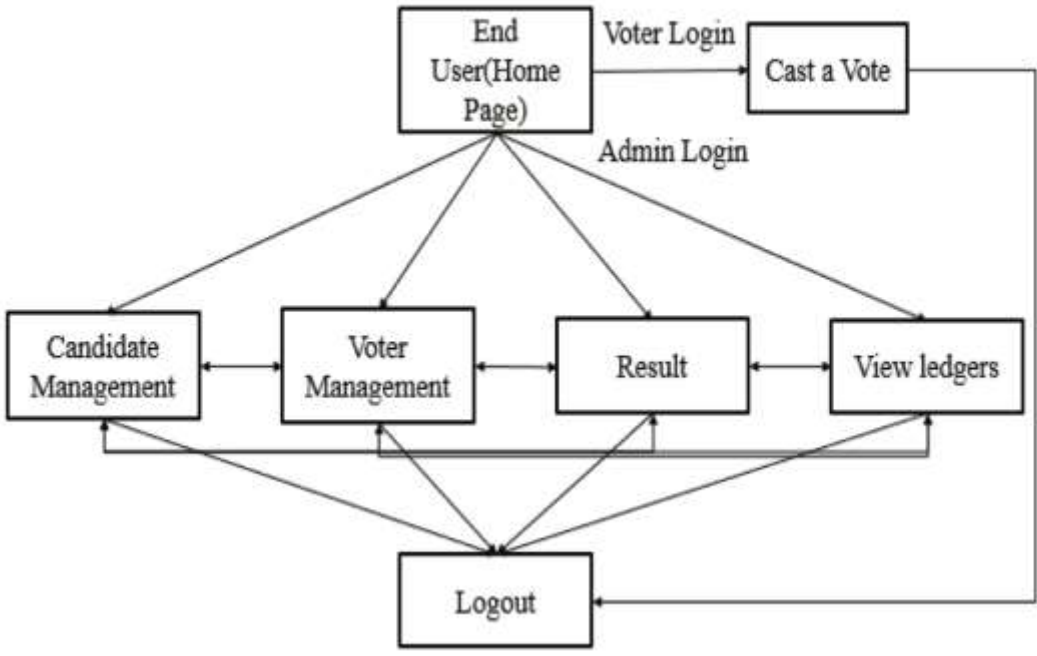 End
User(Home
Page)
Voter Login
Cast a Vote
Admin Login
Candidate
Management
Voter
Management
Result
View ledgers
Logout